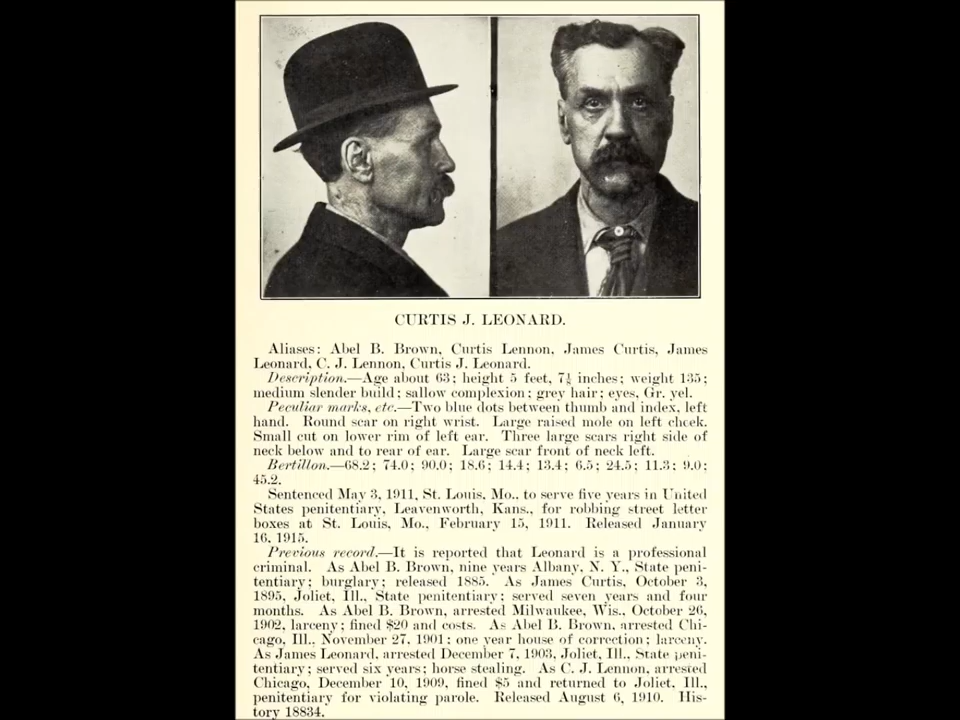 CURTIS J. LEONARD.
Aliases: Abel B. Brown, Curtis Lennon, James Curtis, James
Leonard, C. J. Lennon, Curtis J. Leonard.
Description.—Age about 63; height 5 feet, 7¼ inches; weight 135;
medium slender build; sallow complexion; grey hair; eyes, Gr. yel.
Peculiar marks, etc.—Two blue dots between thumb and index, left
hand. Round scar on right wrist. Large raised mole on left cheek.
Small cut on lower rim of left ear. Three large scars right side of
neck below and to rear of ear. Large scar front of neck left.
Bertillon.—68.2; 74.0; 90.0; 18.6; 14.4; 13.4; 6.5; 24.5; 11.3; 9.0;
45.2.
Sentenced May 3, 1911, St. Louis, Mo., to serve five years in United
States penitentiary, Leavenworth, Kans., for robbing street letter
boxes at St. Louis, Mo., February 15, 1911. Released January
16, 1915.
Previous record.—It is reported that Leonard is a professional
criminal. As Abel B. Brown, nine years Albany, N. Y., State peni-
tentiary; burglary; released 1885. As James Curtis, October 3,
1895, Joliet, Ill., State penitentiary; served seven years and four
months. As Abel B. Brown, arrested Milwaukee, Wis., October 26,
1902, larceny; fined $20 and costs. As Abel B. Brown, arrested Chi-
cago, Ill., November 27, 1901; one year house of correction; larceny.
As James Leonard, arrested December 7, 1903, Joliet, Ill., State peni-
tentiary; served six years; horse stealing. As C. J. Lennon, arrested
Chicago, December 10, 1909, fined $5 and returned to Joliet, Ill.,
penitentiary for violating parole. Released August 6, 1910. His-
tory 18834.